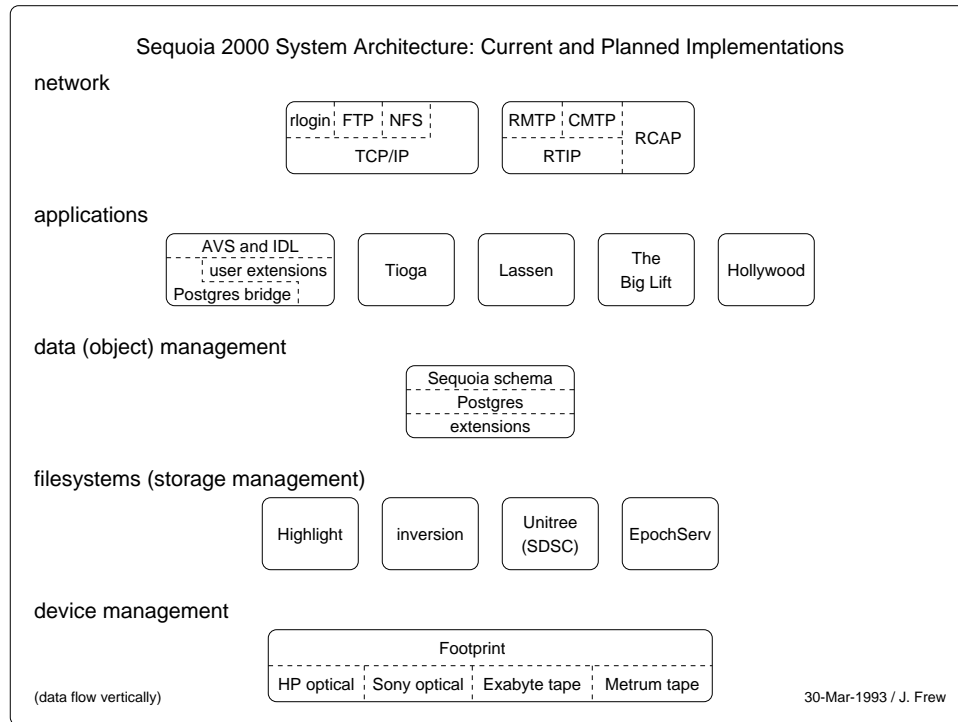 Sequoia 2000 System Architecture: Current and Planned Implementations
network
rlogin FTP NFS
TCP/IP
RMTP CMTP
RCAP
RTIP
applications
AVS and IDL
user extensions
Postgres bridge
Tioga
Lassen
The
Big Lift
Hollywood
data (object) management
Sequoia schema
Postgres
extensions
filesystems (storage management)
Highlight
inversion
Unitree
(SDSC)
EpochServ
device management
Footprint
HP optical Sony optical Exabyte tape Metrum tape
(data flow vertically)
30-Mar-1993 / J. Frew